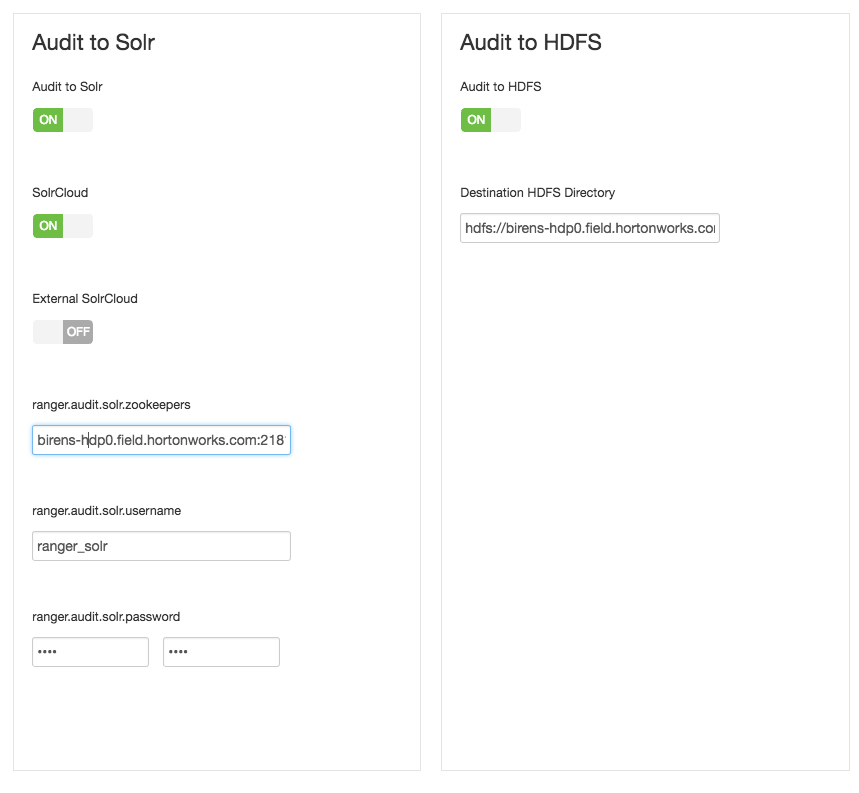 Audit to Solr
Audit to Solr
ON
SolrCloud
ON
External SolrCloud
OFF
ranger.audit.solr.zookeepers
birens-hdp0.field.hortonworks.com:218
ranger.audit.solr.username
ranger_solr
ranger.audit.solr.password
•••• ••••
Audit to HDFS
Audit to HDFS
ON
Destination HDFS Directory
hdfs://birens-hdp0.field.hortonworks.co